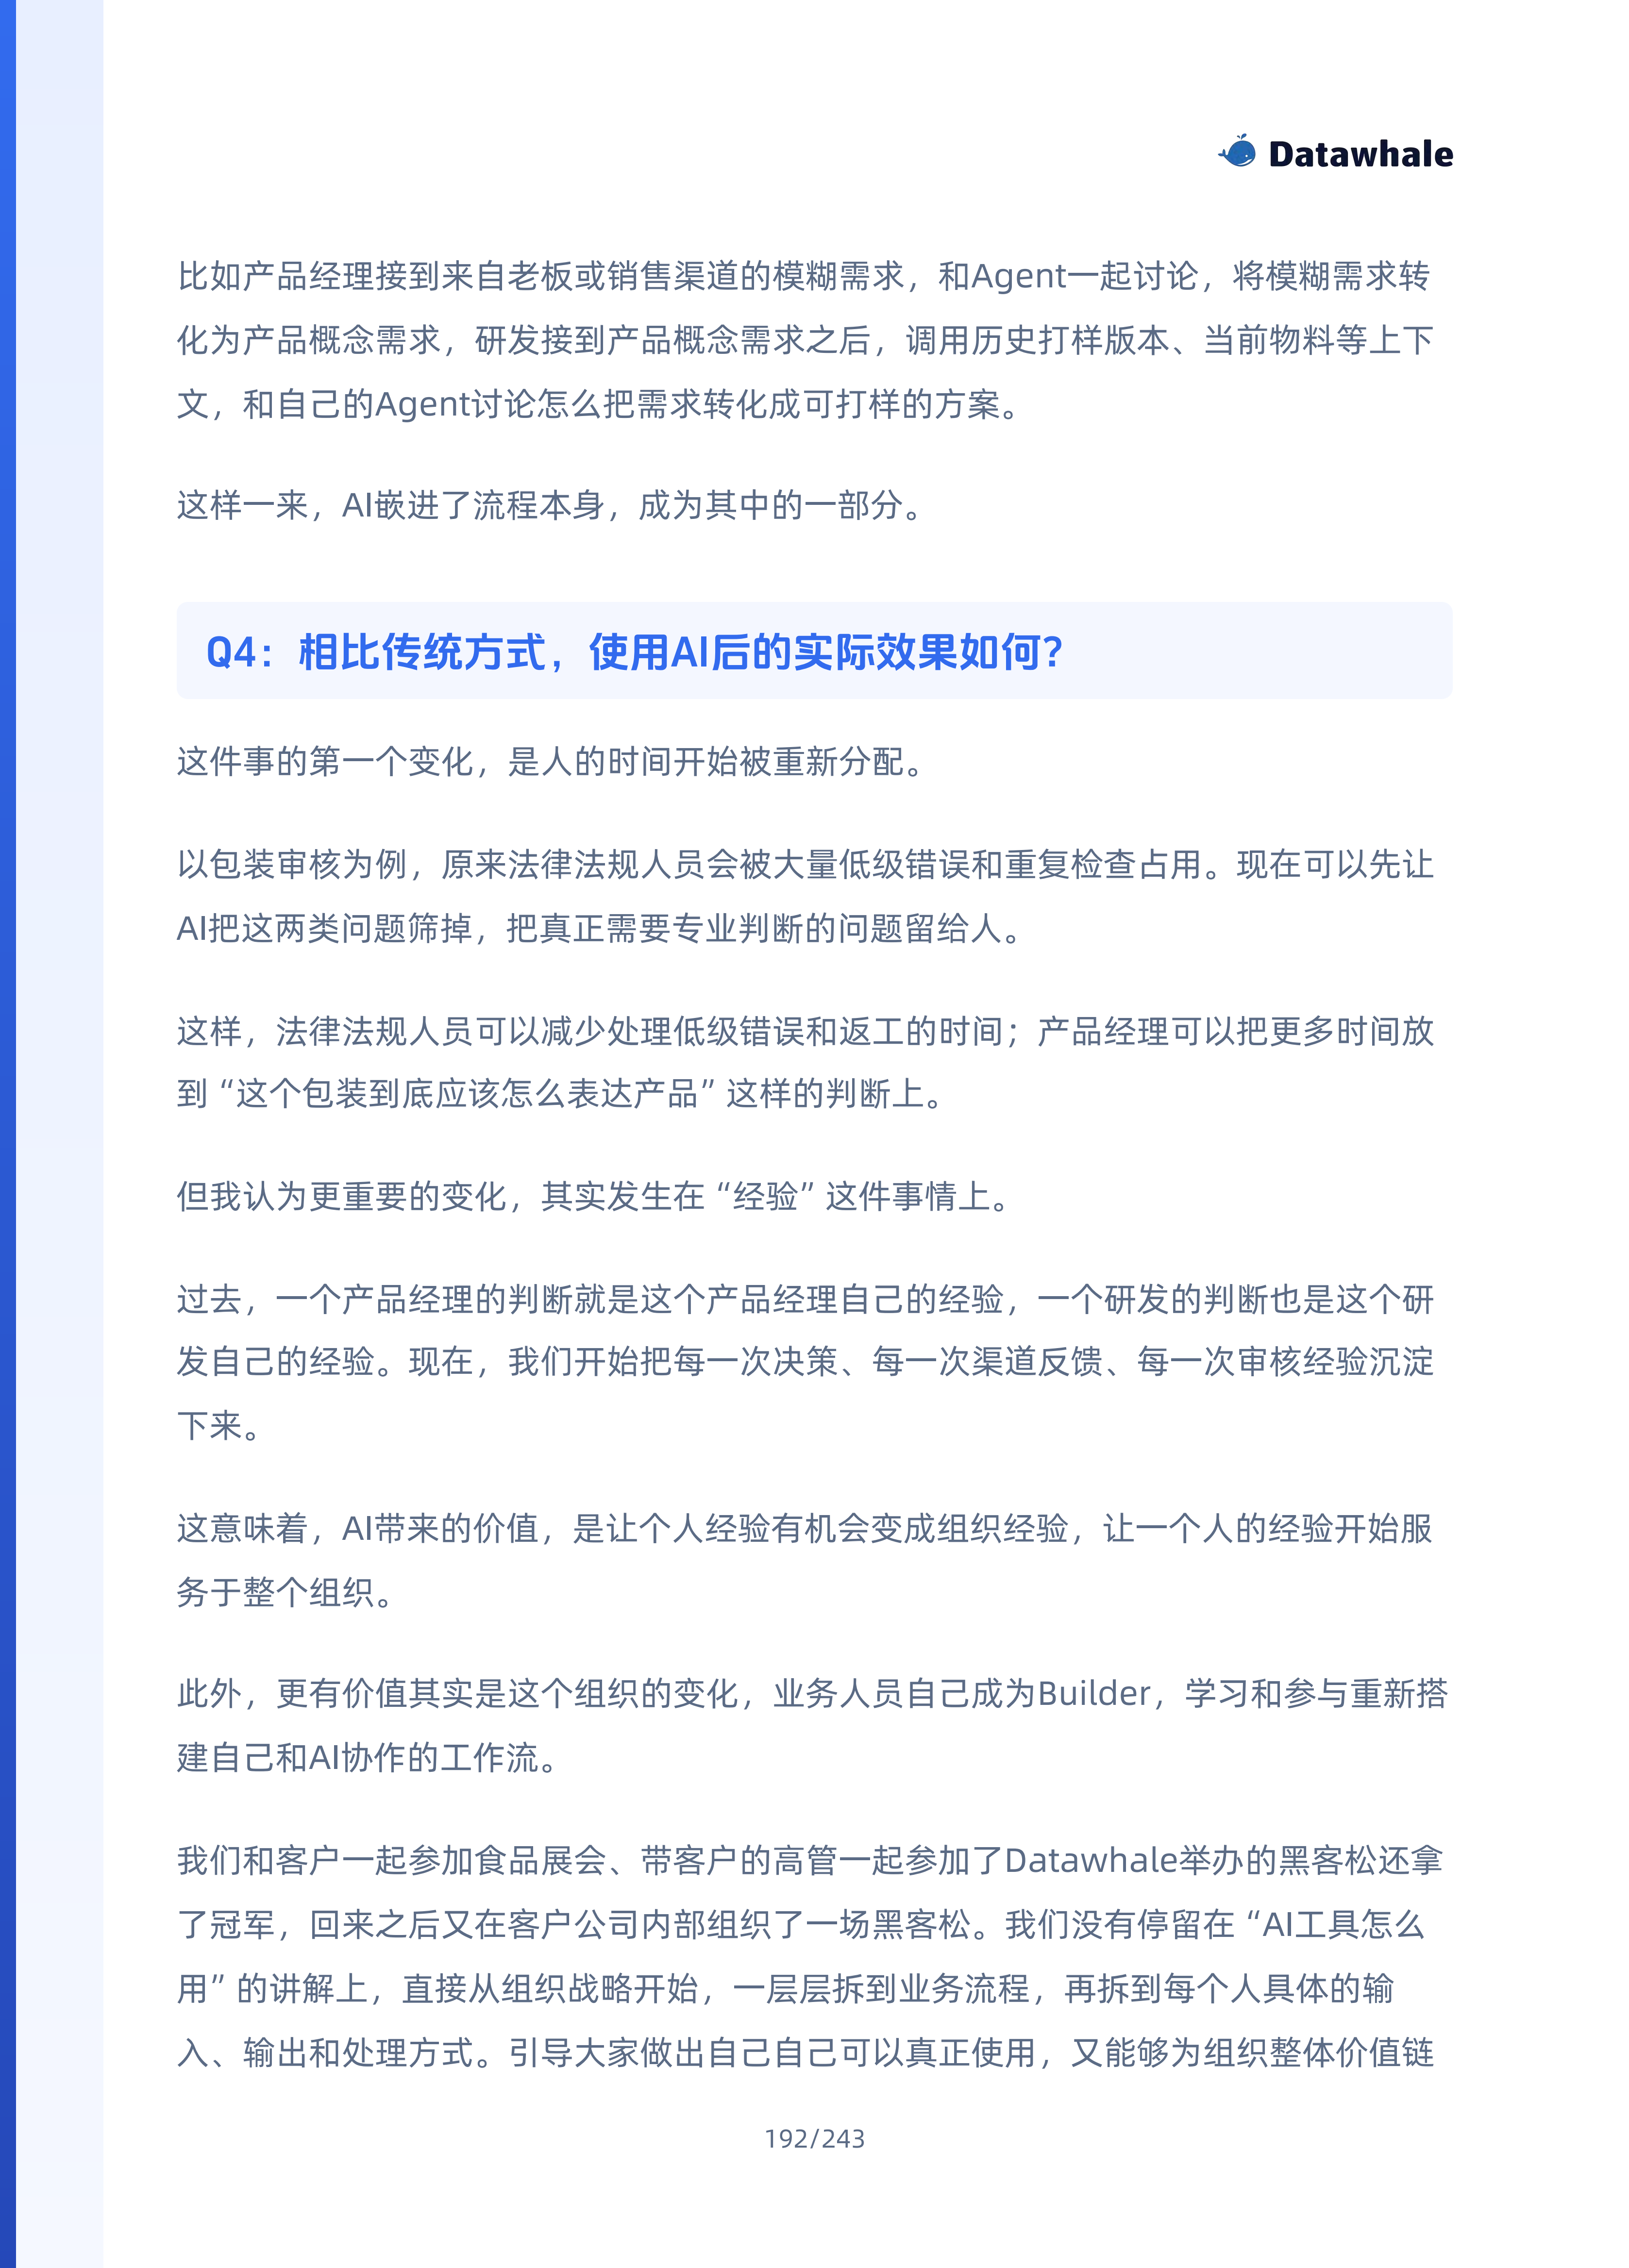 Datawhale
比如产品经理接到来自老板或销售渠道的模糊需求，和Agent一起讨论，将模糊需求转
化为产品概念需求，研发接到产品概念需求之后，调用历史打样版本、当前物料等上下
文，和自己的Agent讨论怎么把需求转化成可打样的方案。
这样一来，AI嵌进了流程本身，成为其中的一部分。
Q4：相比传统方式，使用AI后的实际效果如何？
这件事的第一个变化，是人的时间开始被重新分配。
以包装审核为例，原来法律法规人员会被大量低级错误和重复检查占用。现在可以先让
AI把这两类问题筛掉，把真正需要专业判断的问题留给人。
这样，法律法规人员可以减少处理低级错误和返工的时间；产品经理可以把更多时间放
到“这个包装到底应该怎么表达产品”这样的判断上。
但我认为更重要的变化，其实发生在“经验”这件事情上。
过去，一个产品经理的判断就是这个产品经理自己的经验，一个研发的判断也是这个研
发自己的经验。现在，我们开始把每一次决策、每一次渠道反馈、每一次审核经验沉淀
下来。
这意味着，AI带来的价值，是让个人经验有机会变成组织经验，让一个人的经验开始服
务于整个组织。
此外，更有价值其实是这个组织的变化，业务人员自己成为Builder，学习和参与重新搭
建自己和AI协作的工作流。
我们和客户一起参加食品展会、带客户的高管一起参加了Datawhale举办的黑客松还拿
了冠军，回来之后又在客户公司内部组织了一场黑客松。我们没有停留在“AI工具怎么
用”的讲解上，直接从组织战略开始，一层层拆到业务流程，再拆到每个人具体的输
入、输出和处理方式。引导大家做出自己自己可以真正使用，又能够为组织整体价值链
192/243